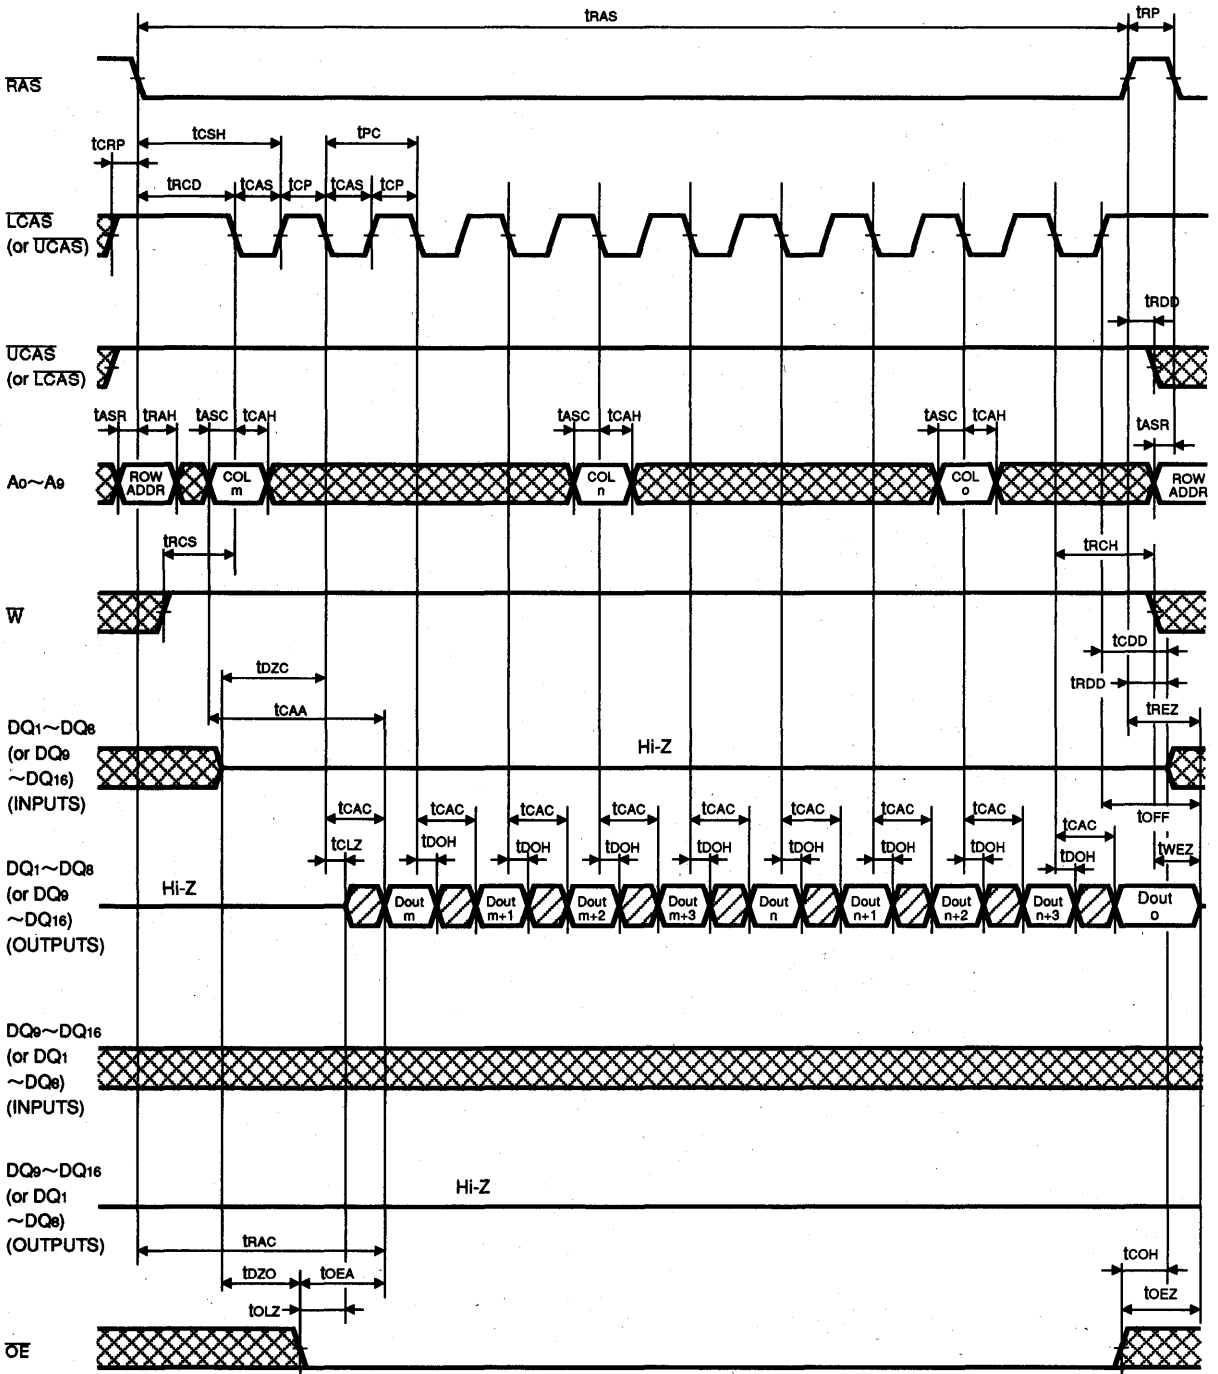 tRAS
tRP
RAS
tCSH
tPC
tCRP
tRCD
tCAS
tCP
tCAS
tCP
LCAS
(or UCAS)
tRDD
UCAS
(or LCAS)
tASR
tRAH
tASC
tCAH
tASC
tCAH
tASC
tCAH
tASR
A0~A9
ROW
ADDR
COL
m
COL
n
COL
o
ROW
ADDR
tRCS
tRCH
W
tCDD
tDZC
tRDD
tCAA
tREZ
DQ1~DQ8
(or DQ9
~DQ16)
(INPUTS)
Hi-Z
tOFF
tCAC
tCAC
tCAC
tCAC
tCAC
tCAC
tCAC
tCAC
tCAC
tCLZ
tDOH
tDOH
tDOH
tDOH
tDOH
tDOH
tDOH
tDOH
tWEZ
DQ1~DQ8
(or DQ9
~DQ16)
(OUTPUTS)
Hi-Z
Dout
m
Dout
m+1
Dout
m+2
Dout
m+3
Dout
n
Dout
n+1
Dout
n+2
Dout
n+3
Dout
o
DQ9~DQ16
(or DQ1
~DQ8)
(INPUTS)
DQ9~DQ16
(or DQ1
~DQ8)
(OUTPUTS)
Hi-Z
tRAC
tDZO
tOEA
tCOH
tOLZ
tOEZ
OE